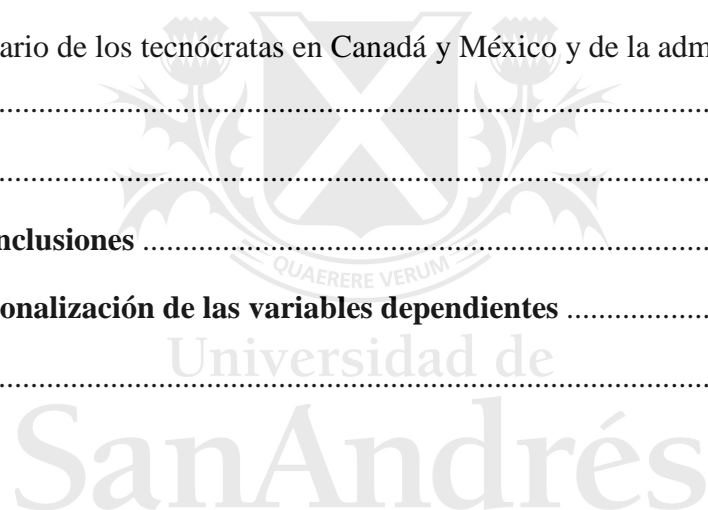 ario de los tecnócratas en Canadá y México y de la adm
................................................................................
................................................................................
nclusiones ................................................................................
QUAERERE VERUM
onalización de las variables dependientes ....................
Universidad de
................................................................................
SanAndrés